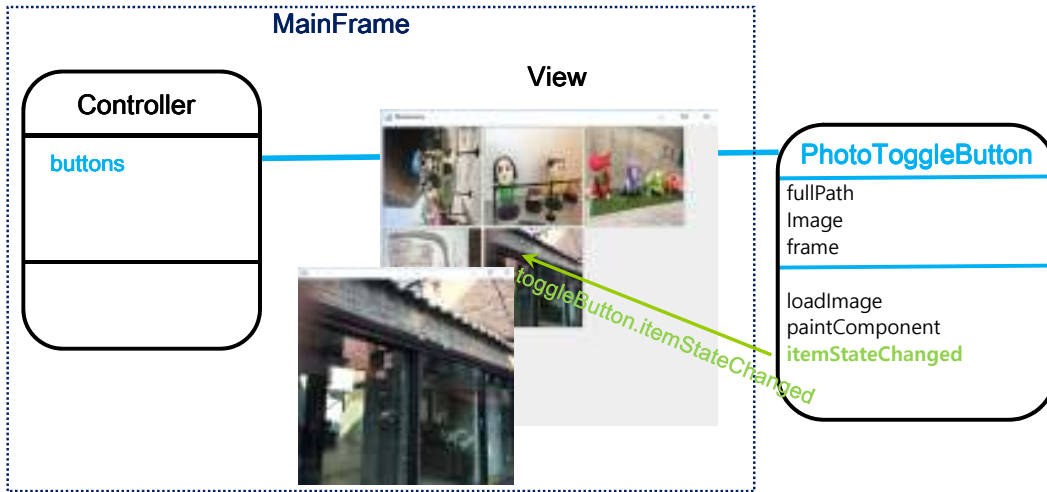 MainFrame
View
Controller
buttons
PhotoToggleButton
fullPath
Image
frame
loadImage
paintComponent
itemStateChanged
toggleButton.itemStateChanged